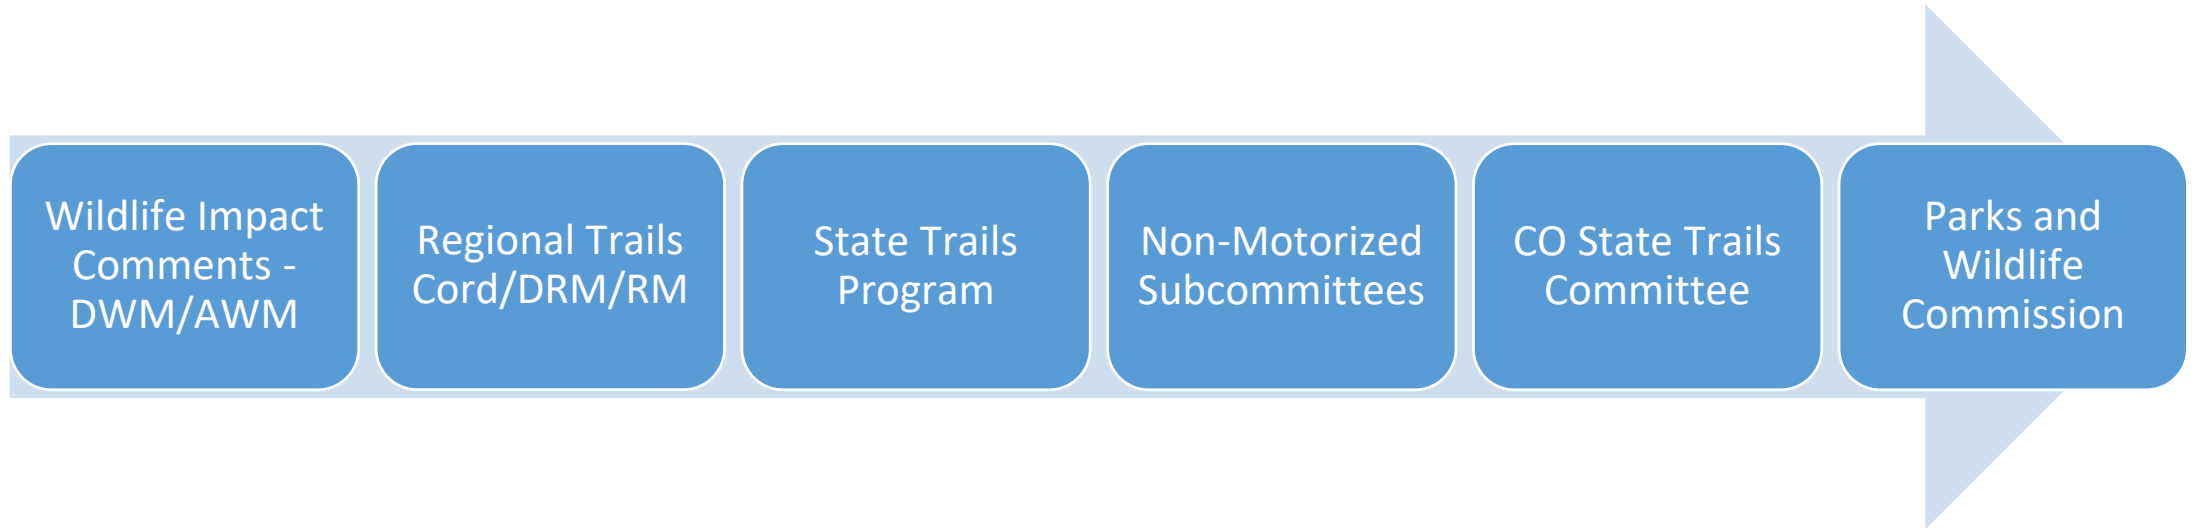 Wildlife Impact
Comments -
DWM/AWM
Regional Trails
Cord/DRM/RM
State Trails
Program
Non-Motorized
Subcommittees
CO State Trails
Committee
Parks and
Wildlife
Commission